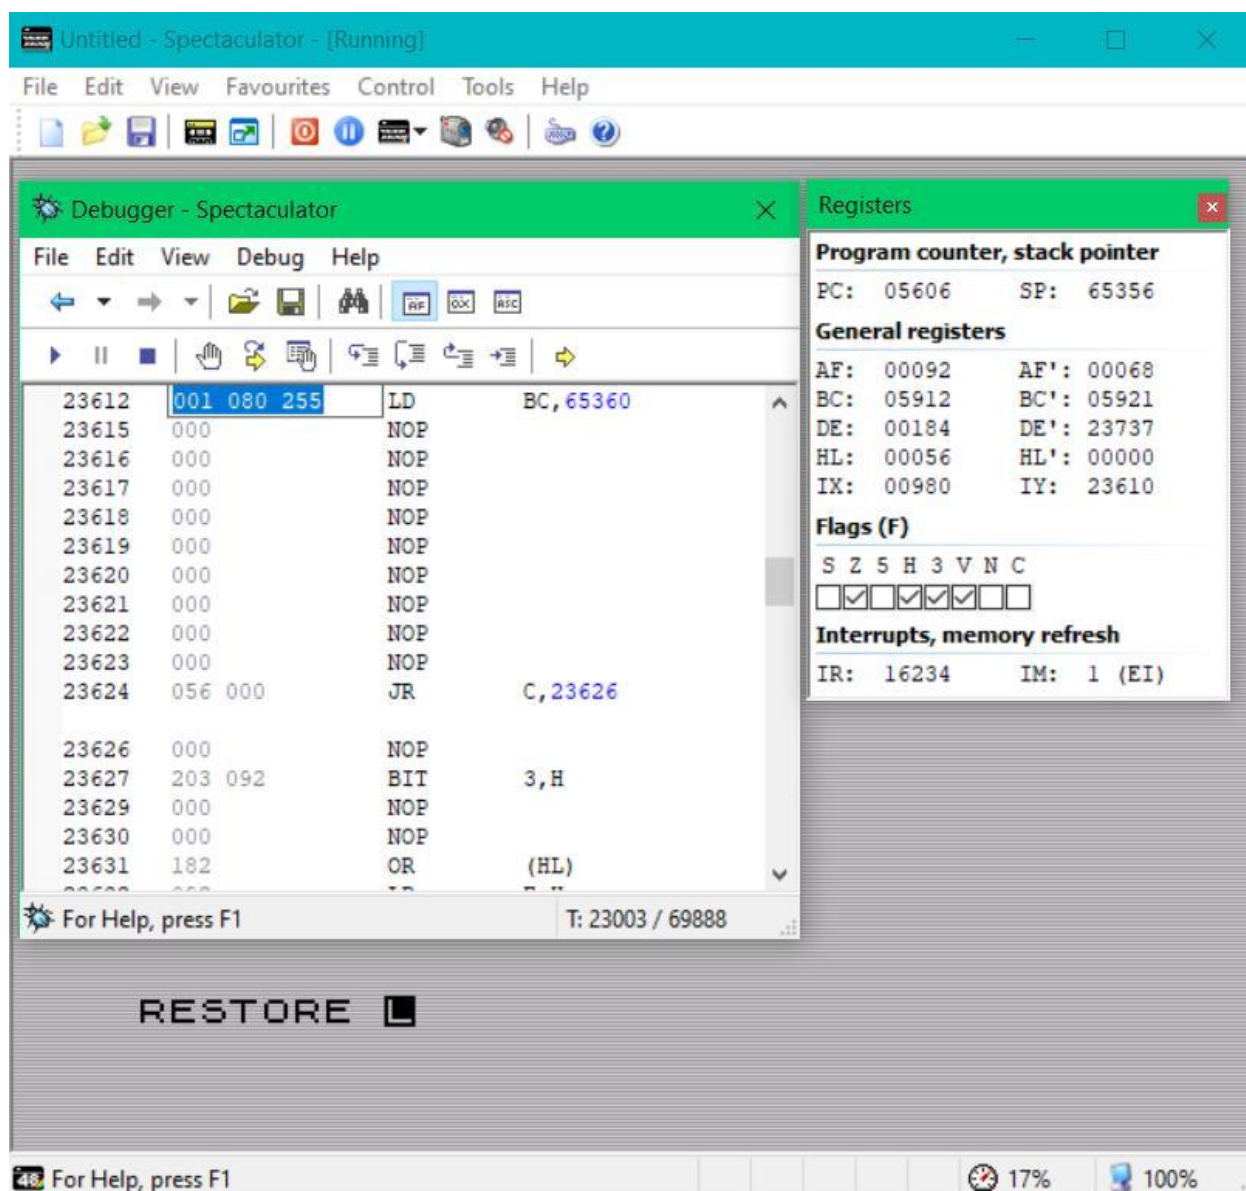 Untitled - Spectaculator - [Running]
File Edit View Favourites Control Tools Help
Debugger - Spectaculator
File Edit View Debug Help
23612 001 080 255 LD BC,65360
23615 000 NOP
23616 000 NOP
23617 000 NOP
23618 000 NOP
23619 000 NOP
23620 000 NOP
23621 000 NOP
23622 000 NOP
23623 000 NOP
23624 056 000 JR C,23626
23626 000 NOP
23627 203 092 BIT 3,H
23629 000 NOP
23630 000 NOP
23631 182 OR (HL)
For Help, press F1 T: 23003 / 69888
Registers
Program counter, stack pointer
PC: 05606 SP: 65356
General registers
AF: 00092 AF': 00068
BC: 05912 BC': 05921
DE: 00184 DE': 23737
HL: 00056 HL': 00000
IX: 00980 IY: 23610
Flags (F)
S Z 5 H 3 V N C
Interrupts, memory refresh
IR: 16234 IM: 1 (EI)
RESTORE L
48 For Help, press F1 17% 100%